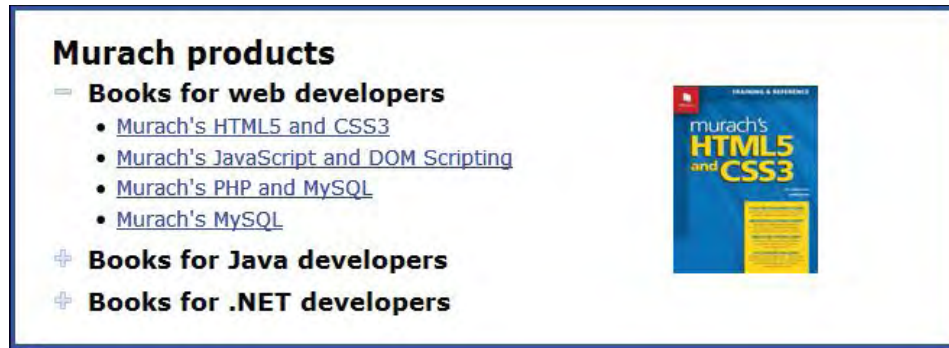 Murach products
Books for web developers
Murach's HTML5 and CSS3
Murach's JavaScript and DOM Scripting
Murach's PHP and MySQL
Murach's MySQL
Books for Java developers
Books for .NET developers
TRAINING & REFERENCE
murach's
HTML5
and CSS3